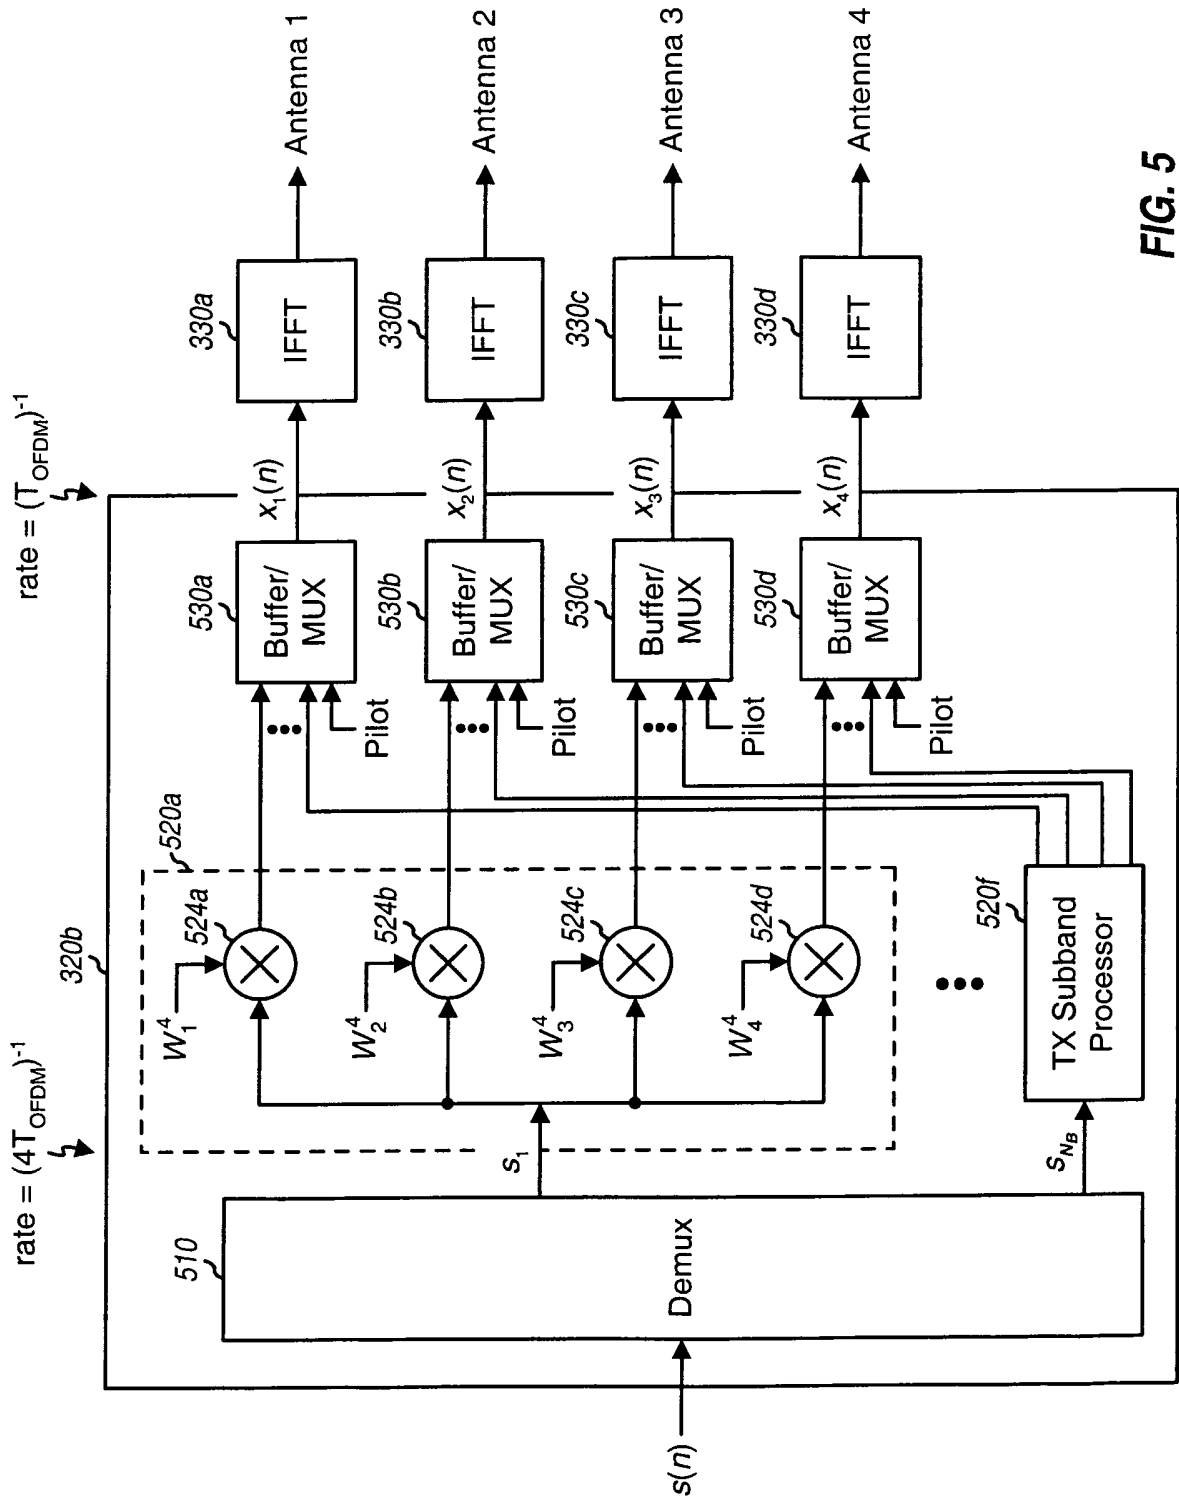 rate = (4T_OFDM)^-1
rate = (T_OFDM)^-1
320b
s(n)
510
Demux
s_1
s_N_B
520a
W_1^4
524a
W_2^4
524b
W_3^4
524c
W_4^4
524d
520f
TX Subband
Processor
530a
Buffer/
MUX
Pilot
530b
Buffer/
MUX
Pilot
530c
Buffer/
MUX
Pilot
530d
Buffer/
MUX
Pilot
x_1(n)
x_2(n)
x_3(n)
x_4(n)
330a
IFFT
330b
IFFT
330c
IFFT
330d
IFFT
Antenna 1
Antenna 2
Antenna 3
Antenna 4
FIG. 5